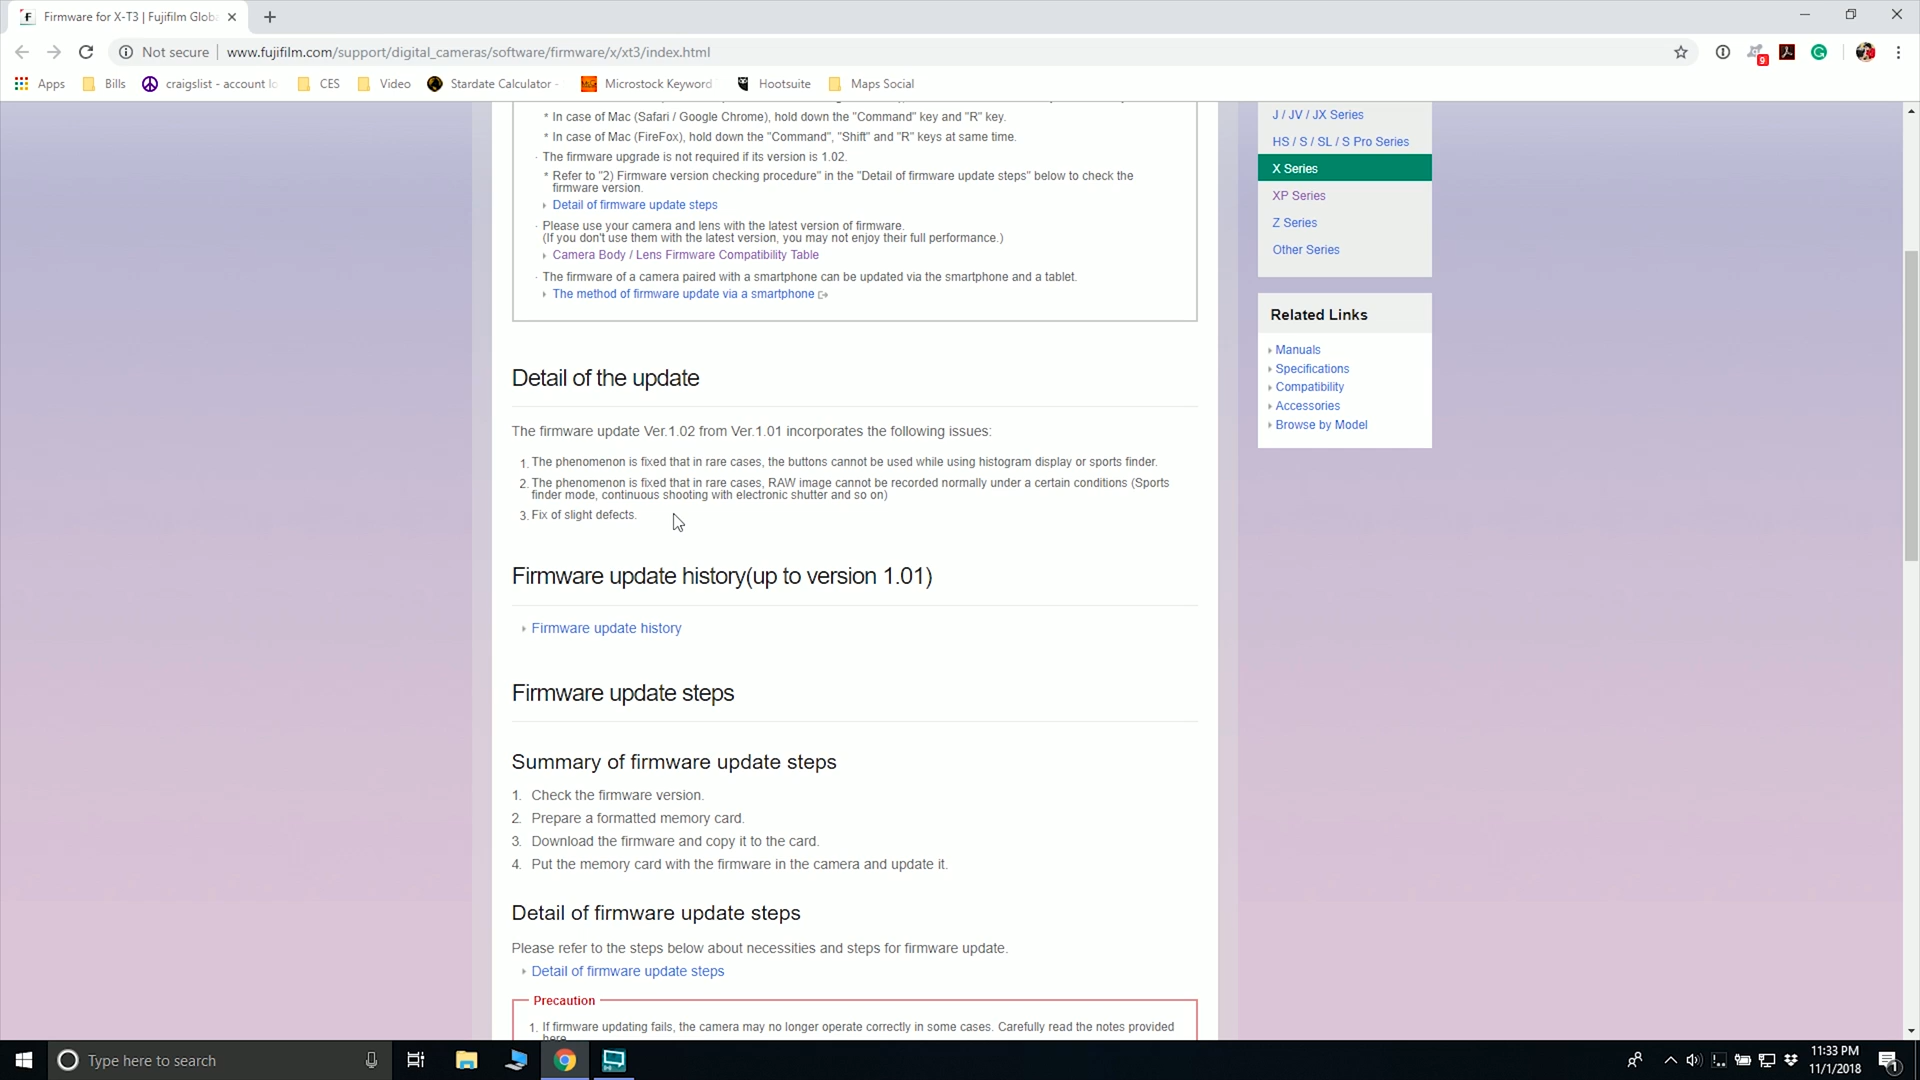 Firmware for X-T3 | Fujifilm Glob
Not secure
www.fujifilm.com/support/digital_cameras/software/firmware/x/xt3/index.html
9
Apps
Bills
craigslist - account lo
CES
Video
Stardate Calculator -
Microstock Keyword
Hootsuite
Maps Social
* In case of Mac (Safari / Google Chrome), hold down the "Command" key and "R" key.
* In case of Mac (FireFox), hold down the "Command", "Shift" and "R" keys at same time.
· The firmware upgrade is not required if its version is 1.02.
* Refer to "2) Firmware version checking procedure" in the "Detail of firmware update steps" below to check the
firmware version.
Detail of firmware update steps
· Please use your camera and lens with the latest version of firmware.
(If you don't use them with the latest version, you may not enjoy their full performance.)
Camera Body / Lens Firmware Compatibility Table
· The firmware of a camera paired with a smartphone can be updated via the smartphone and a tablet.
The method of firmware update via a smartphone
Detail of the update
The firmware update Ver.1.02 from Ver.1.01 incorporates the following issues:
1. The phenomenon is fixed that in rare cases, the buttons cannot be used while using histogram display or sports finder.
2. The phenomenon is fixed that in rare cases, RAW image cannot be recorded normally under a certain conditions (Sports
finder mode, continuous shooting with electronic shutter and so on)
3. Fix of slight defects.
Firmware update history(up to version 1.01)
Firmware update history
Firmware update steps
Summary of firmware update steps
1. Check the firmware version.
2. Prepare a formatted memory card.
3. Download the firmware and copy it to the card.
4. Put the memory card with the firmware in the camera and update it.
Detail of firmware update steps
Please refer to the steps below about necessities and steps for firmware update.
Detail of firmware update steps
Precaution
1. If firmware updating fails, the camera may no longer operate correctly in some cases. Carefully read the notes provided
here
J / JV / JX Series
HS / S / SL / S Pro Series
X Series
XP Series
Z Series
Other Series
Related Links
Manuals
Specifications
Compatibility
Accessories
Browse by Model
Type here to search
11:33 PM
11/1/2018
1